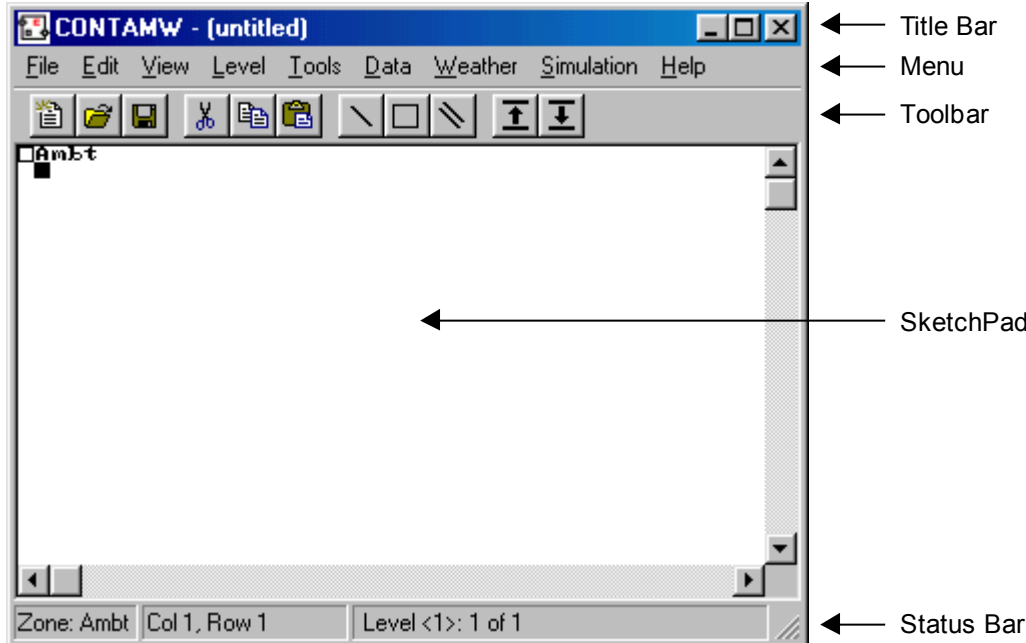 CONTAMW - (untitled)
Title Bar
File Edit View Level Tools Data Weather Simulation Help
Menu
Toolbar
Ambt
SketchPad
Zone: Ambt Col 1, Row 1 Level <1>: 1 of 1
Status Bar